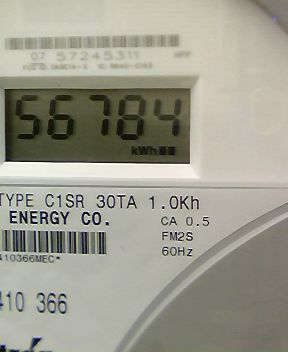 07 57245311
56784
kWh
TYPE C1SR 30TA 1.0Kh
ENERGY CO.
CA 0.5
FM2S
60Hz
410366MEC*
410 366